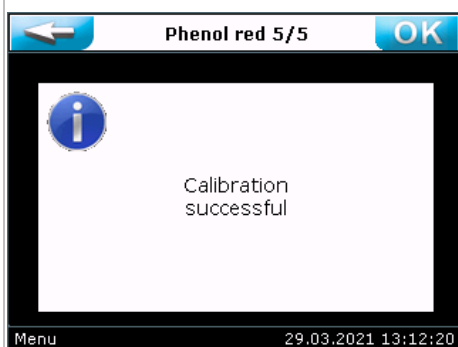 Phenol red 5/5
OK
Calibration
successful
Menu
29.03.2021 13:12:20